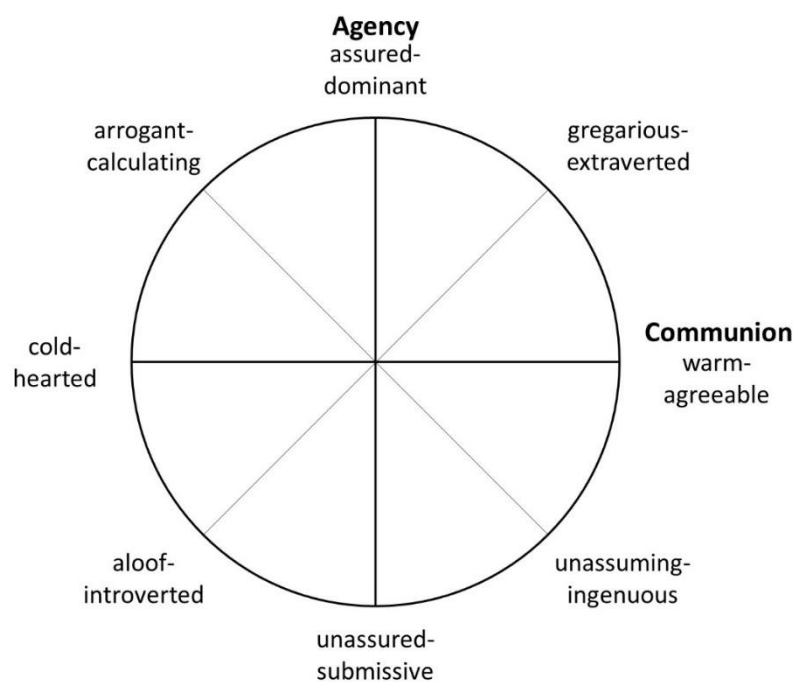 Agency
assured-
dominant
arrogant-
calculating
gregarious-
extraverted
cold-
hearted
Communion
warm-
agreeable
aloof-
introverted
unassuming-
ingenuous
unassured-
submissive